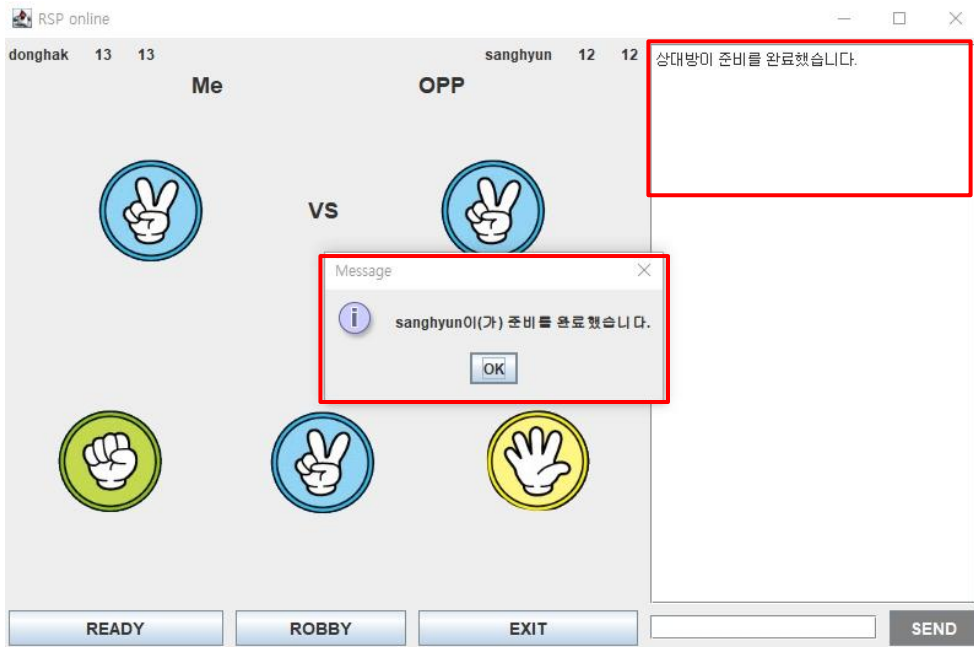 RSP online
donghak 13 13 sanghyun 12 12
Me OPP
VS
상대방이 준비를 완료했습니다.
Message
sanghyun이(가) 준비를 완료했습니다.
OK
READY ROBBY EXIT SEND